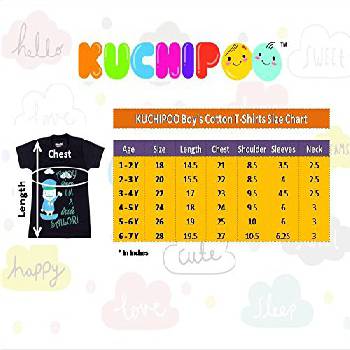 hello
KUCHIPOO™
SWEET
love
KUCHIPOO Boy's Cotton T-Shirts Size Chart
Age Size Length Chest Shoulder Sleeves Neck
1-2Y 18 14.5 21 8.5 3.5 2.5
2-3Y 20 15.5 22 8.5 4 2.5
3-4Y 22 17 23 9 4.5 2.5
4-5Y 24 18 24 9 6 3
5-6Y 26 19 25 10 6 3
6-7Y 28 19.5 27 10.5 6.25 3
* In Inches
Chest
Length
SAILOR!
cute
happy
love
Sleep